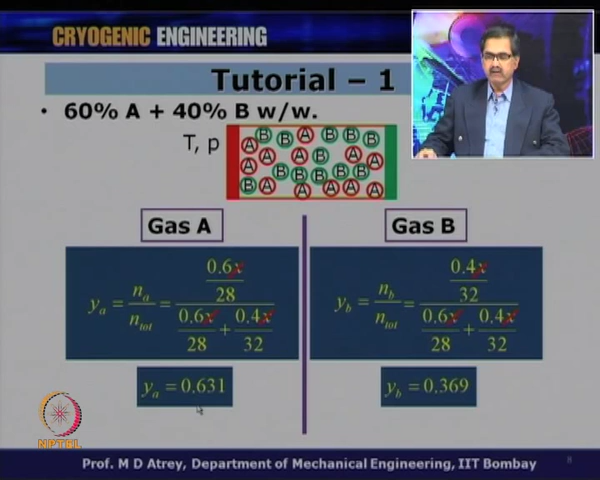 CRYOGENIC ENGINEERING
Tutorial – 1
• 60% A + 40% B w/w.
T, p
B B A B B B
A
A A A B A A
B B B B B
B A A A A A
Gas A
Gas B
y_a = n_a / n_tot = (0.6x / 28) / (0.6x / 28 + 0.4x / 32)
y_b = n_b / n_tot = (0.4x / 32) / (0.6x / 28 + 0.4x / 32)
y_a = 0.631
y_b = 0.369
NPTEL
Prof. M D Atrey, Department of Mechanical Engineering, IIT Bombay
8